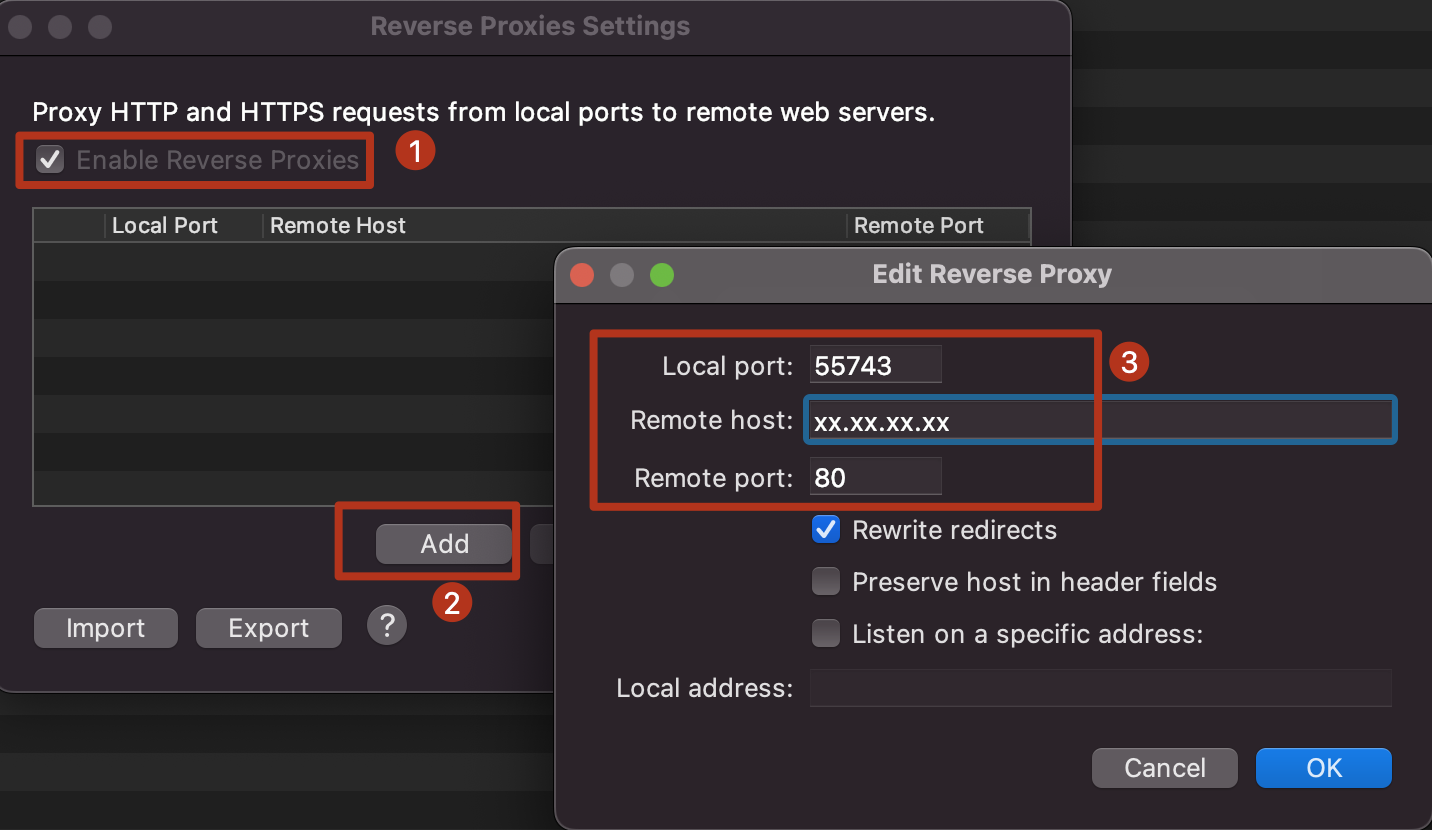 Reverse Proxies Settings
Proxy HTTP and HTTPS requests from local ports to remote web servers.
Enable Reverse Proxies
1
Local Port Remote Host Remote Port
Edit Reverse Proxy
Local port: 55743
3
Remote host: xx.xx.xx.xx
Remote port: 80
Rewrite redirects
Add
Preserve host in header fields
2
Import Export ?
Listen on a specific address:
Local address:
Cancel OK